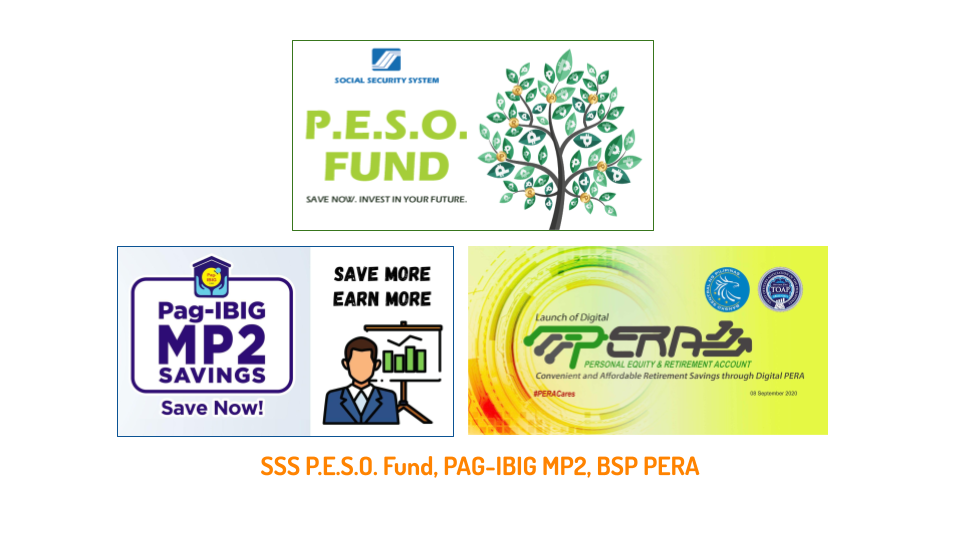 SOCIAL SECURITY SYSTEM
P.E.S.O.
FUND
SAVE NOW. INVEST IN YOUR FUTURE.
Pag-IBIG
MP2
SAVINGS
Save Now!
SAVE MORE
EARN MORE
TOAP
Launch of Digital
PERA
PERSONAL EQUITY & RETIREMENT ACCOUNT
Convenient and Affordable Retirement Savings through Digital PERA
#PERACares
08 September 2020
SSS P.E.S.O. Fund, PAG-IBIG MP2, BSP PERA